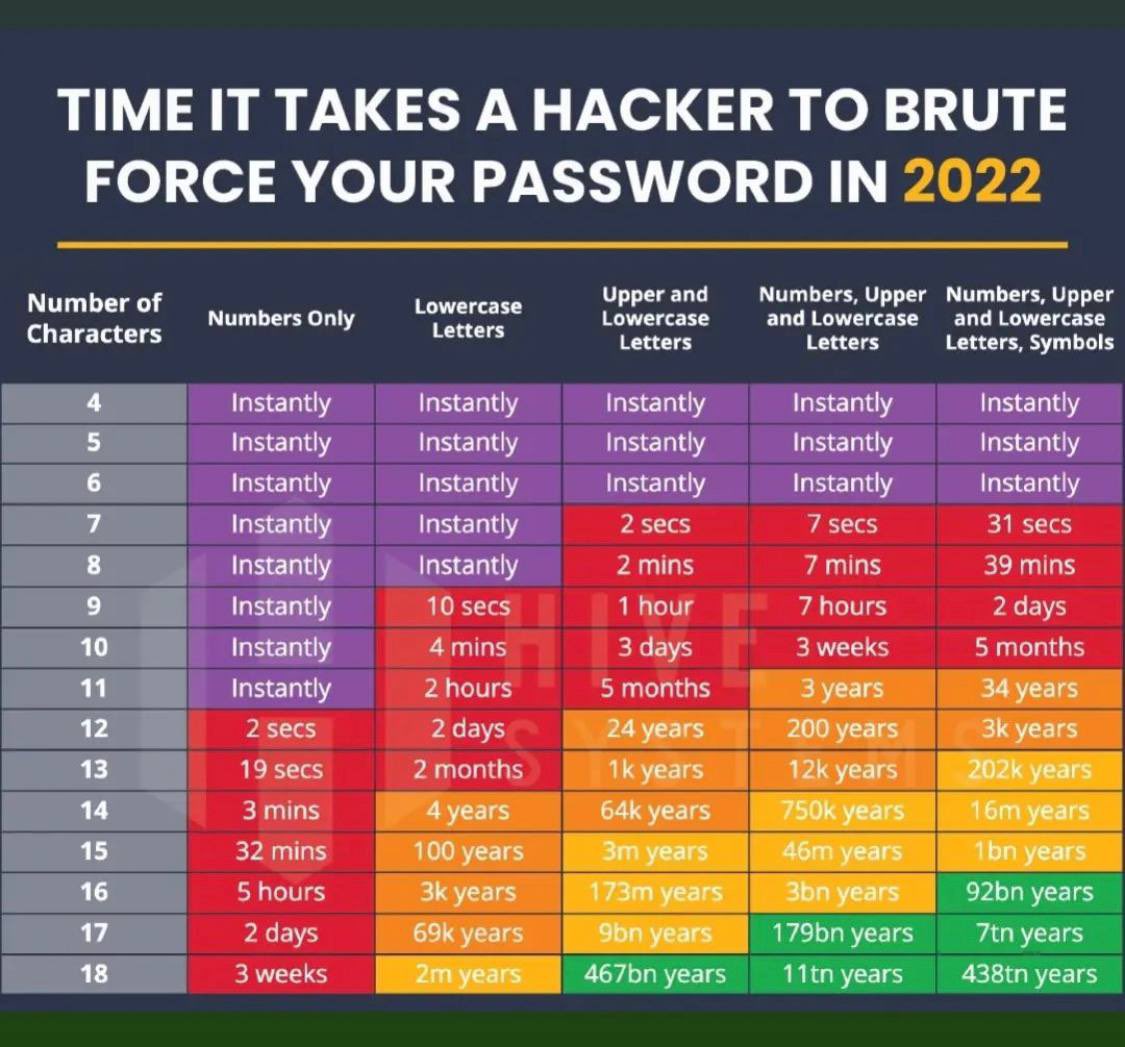 TIME IT TAKES A HACKER TO BRUTE
FORCE YOUR PASSWORD IN 2022
Number of Characters Numbers Only Lowercase Letters Upper and Lowercase Letters Numbers, Upper and Lowercase Letters Numbers, Upper and Lowercase Letters, Symbols
4 Instantly Instantly Instantly Instantly Instantly
5 Instantly Instantly Instantly Instantly Instantly
6 Instantly Instantly Instantly Instantly Instantly
7 Instantly Instantly 2 secs 7 secs 31 secs
8 Instantly Instantly 2 mins 7 mins 39 mins
9 Instantly 10 secs 1 hour 7 hours 2 days
10 Instantly 4 mins 3 days 3 weeks 5 months
11 Instantly 2 hours 5 months 3 years 34 years
12 2 secs 2 days 24 years 200 years 3k years
13 19 secs 2 months 1k years 12k years 202k years
14 3 mins 4 years 64k years 750k years 16m years
15 32 mins 100 years 3m years 46m years 1bn years
16 5 hours 3k years 173m years 3bn years 92bn years
17 2 days 69k years 9bn years 179bn years 7tn years
18 3 weeks 2m years 467bn years 11tn years 438tn years
HIVE
SYSTEMS